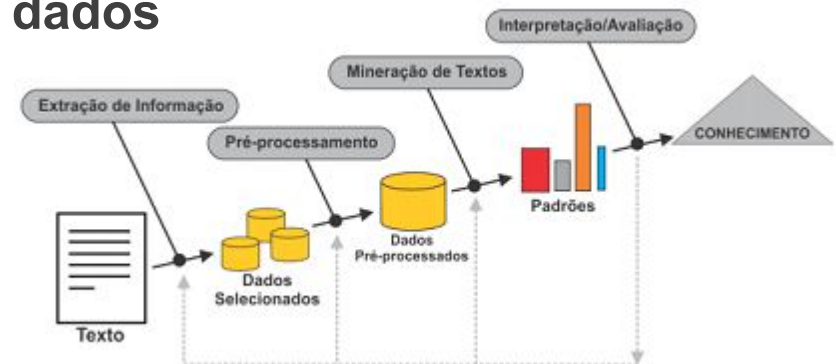 dados
Interpretação/Avaliação
Mineração de Textos
Extração de Informação
Pré-processamento
CONHECIMENTO
Padrões
Dados
Pré-processados
Dados
Selecionados
Texto